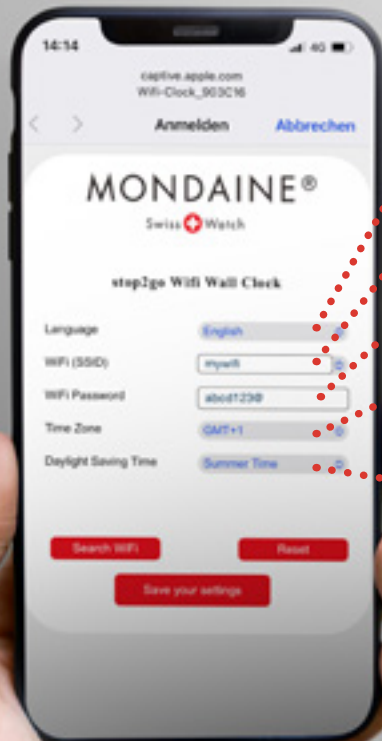 14:14
4G
captive.apple.com
Wifi-Clock_903C16
Anmelden Abbrechen
MONDAINE®
Swiss Watch
stop2go Wifi Wall Clock
Language English
WiFi (SSID) mywifi
WiFi Password abcd123@
Time Zone GMT+1
Daylight Saving Time Summer Time
Search WiFi Reset
Save your settings